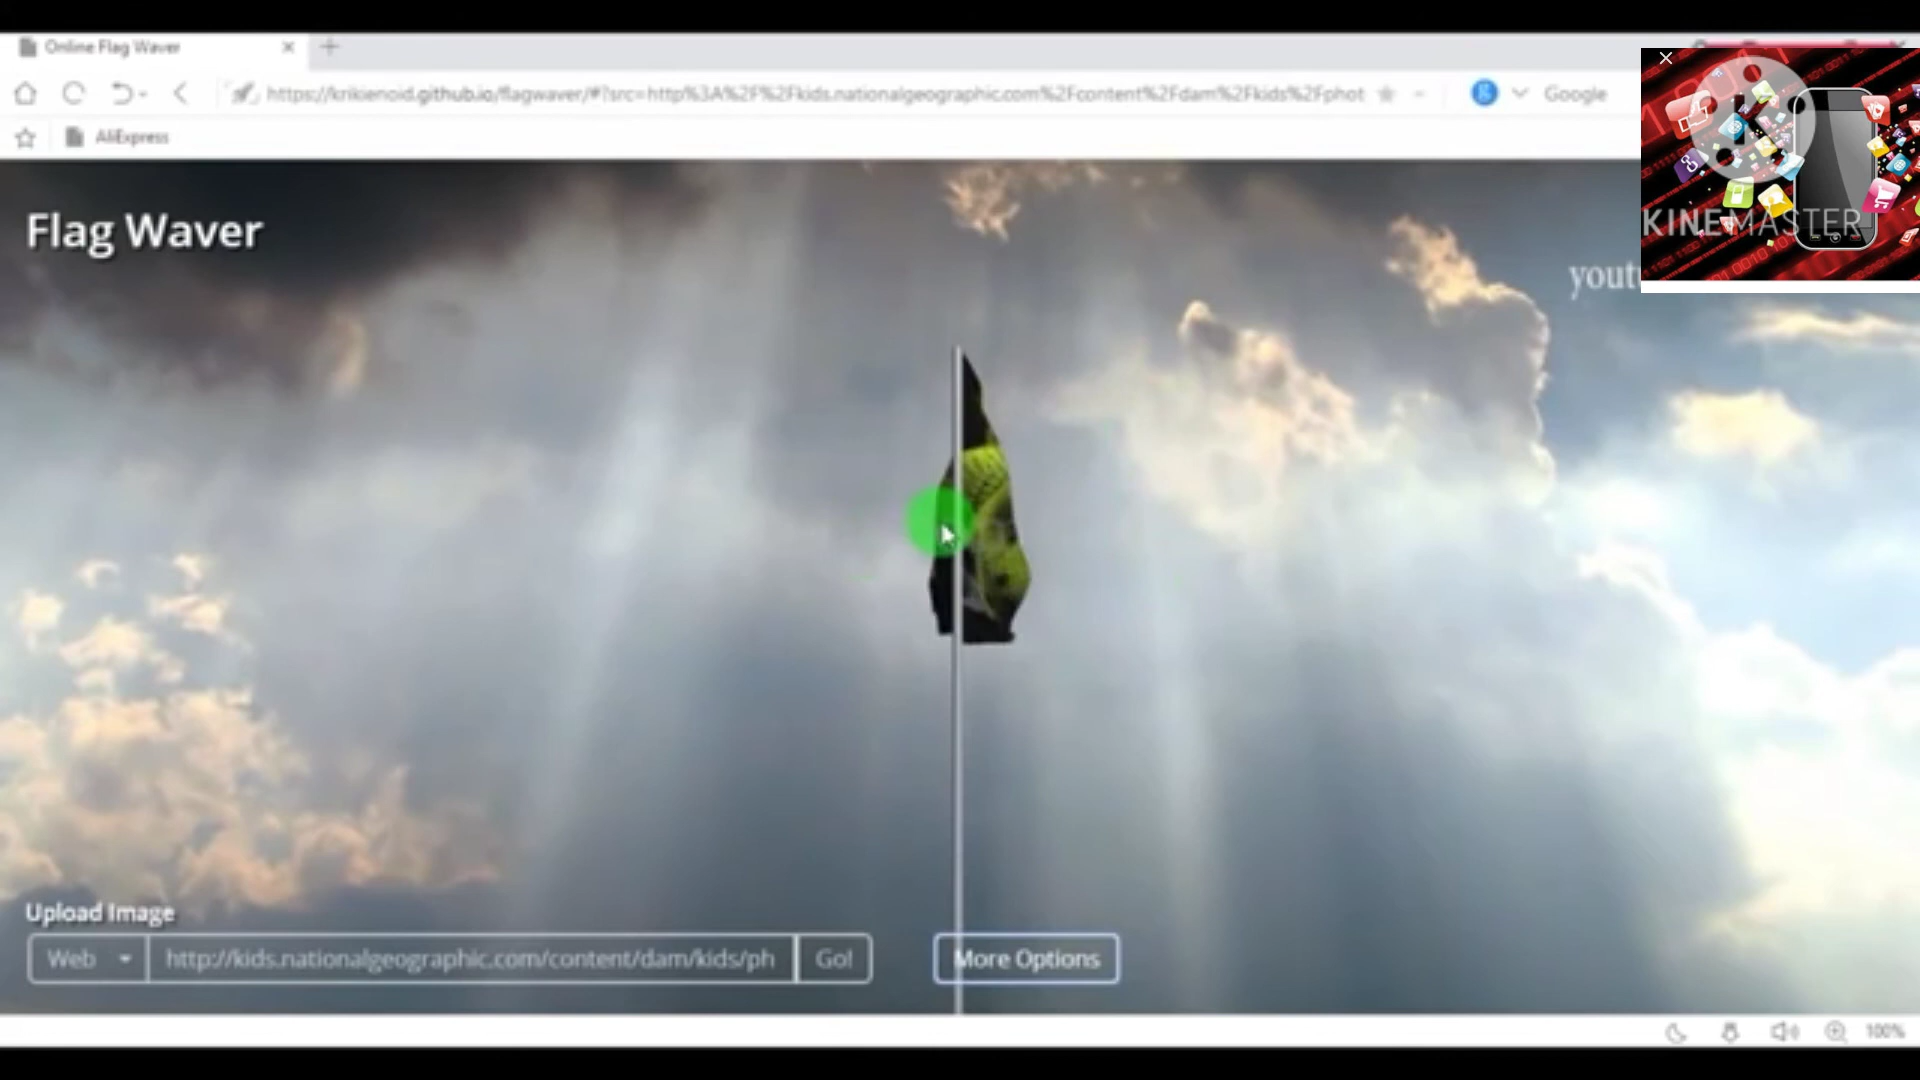 Online Flag Waver
https://krikienoid.github.io/flagwaver/#?src=http%3A%2F%2Fkids.nationalgeographic.com%2Fcontent%2Fdam%2Fkids%2Fphot
Google
AliExpress
Flag Waver
KINEMASTER
Upload Image
Web
http://kids.nationalgeographic.com/content/dam/kids/ph
Go!
More Options
100%